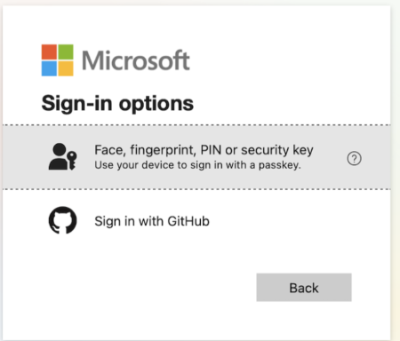 Microsoft
Sign-in options
Face, fingerprint, PIN or security key
Use your device to sign in with a passkey.
?
Sign in with GitHub
Back